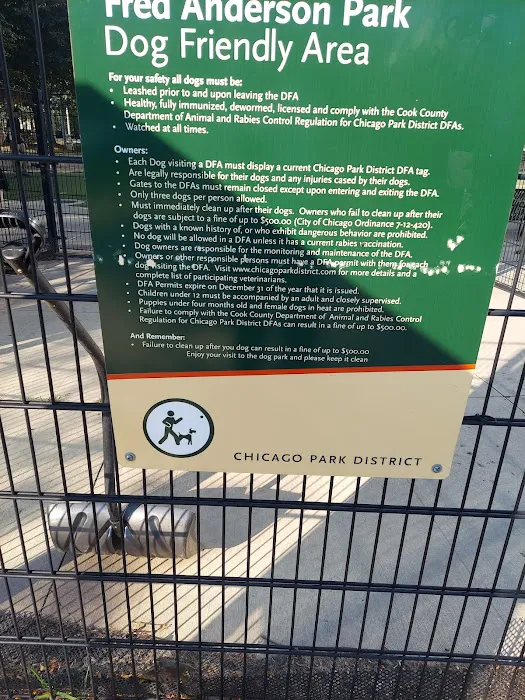 Fred Anderson Park
Dog Friendly Area
For your safety all dogs must be:
• Leashed prior to and upon leaving the DFA
• Healthy, fully immunized, dewormed, licensed and comply with the Cook County
Department of Animal and Rabies Control Regulation for Chicago Park District DFAs.
• Watched at all times.
Owners:
• Each Dog visiting a DFA must display a current Chicago Park District DFA tag.
• Are legally responsible for their dogs and any injuries caused by their dogs.
• Gates to the DFAs must remain closed except upon entering and exiting the DFA.
• Only three dogs per person allowed.
• Must immediately clean up after their dogs. Owners who fail to clean up after their
dogs are subject to a fine of up to $500.00 (City of Chicago Ordinance 7-12-420).
• Dogs with a known history of, or who exhibit dangerous behavior are prohibited.
• No dog will be allowed in a DFA unless it has a current rabies vaccination.
• Dog owners are responsible for the monitoring and maintenance of the DFA.
• Owners or other responsible persons must have a DFA permit with them for each
dog visiting the DFA. Visit www.chicagoparkdistrict.com for more details and a
complete list of participating veterinarians.
• DFA Permits expire on December 31 of the year that it is issued.
• Children under 12 must be accompanied by an adult and closely supervised.
• Puppies under four months old and female dogs in heat are prohibited.
• Failure to comply with the Cook County Department of Animal and Rabies Control
Regulation for Chicago Park District DFAs can result in a fine of up to $500.00.
And Remember:
• Failure to clean up after you dog can result in a fine of up to $500.00
Enjoy your visit to the dog park and please keep it clean
CHICAGO PARK DISTRICT